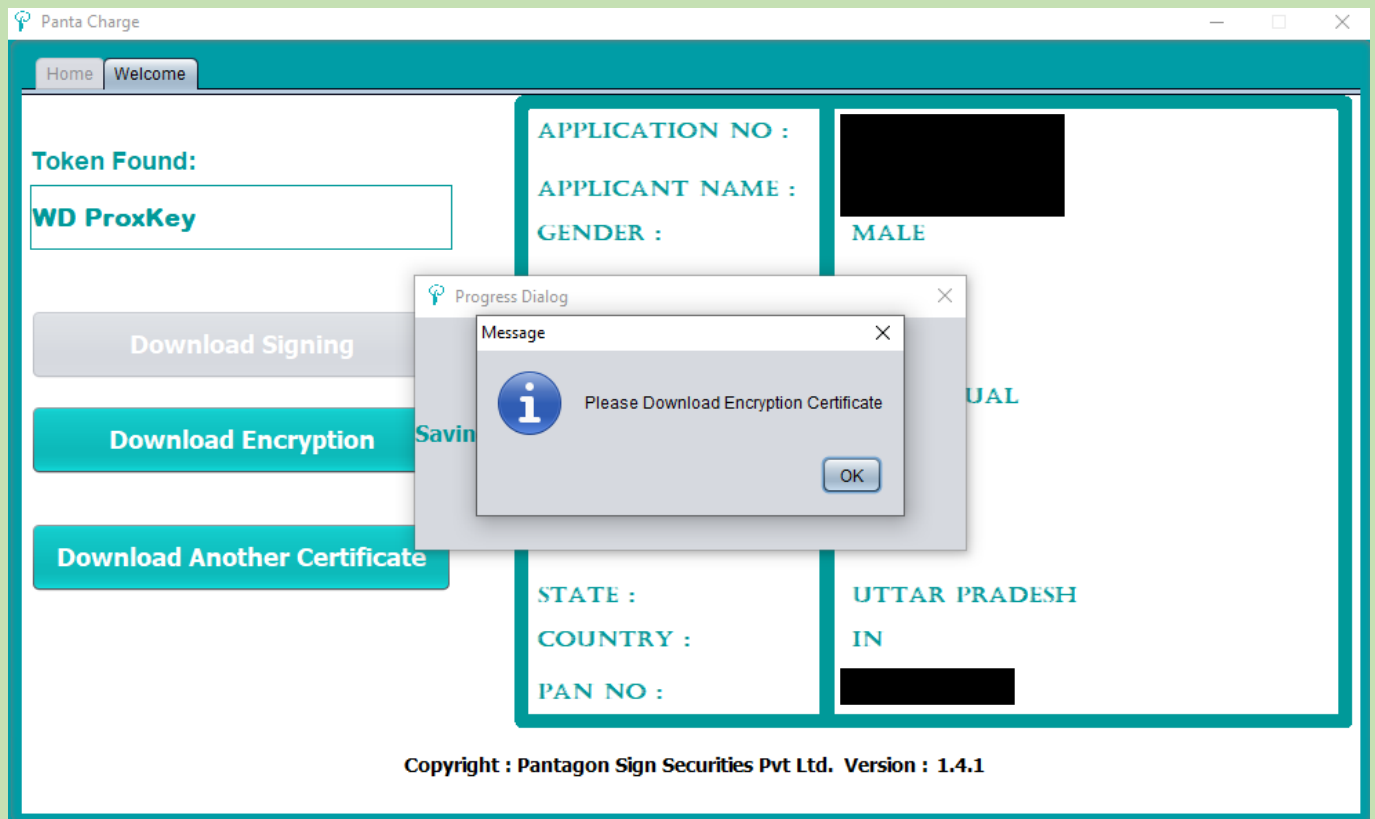 Panta Charge
Home
Welcome
Token Found:
WD ProxKey
Download Signing
Download Encryption
Download Another Certificate
APPLICATION NO :
APPLICANT NAME :
GENDER : MALE
Progress Dialog
Message
Please Download Encryption Certificate
OK
Savin
UAL
STATE : UTTAR PRADESH
COUNTRY : IN
PAN NO :
Copyright : Pantagon Sign Securities Pvt Ltd. Version : 1.4.1